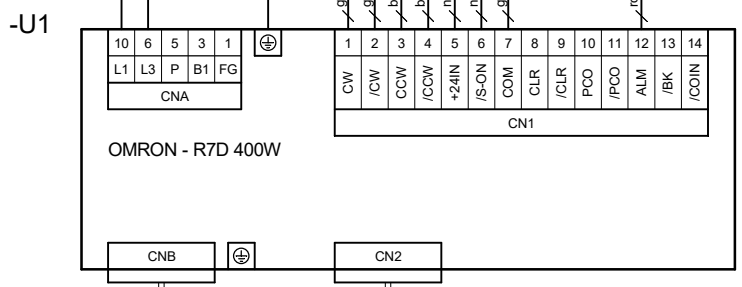 -U1
10 6 5 3 1 1 2 3 4 5 6 7 8 9 10 11 12 13 14
L1 L3 P B1 FG CW /CW CCW /CCW +24IN /S-ON COM CLR /CLR PCO /PCO ALM /BK /COIN
CNA
CN1
OMRON - R7D 400W
CNB CN2